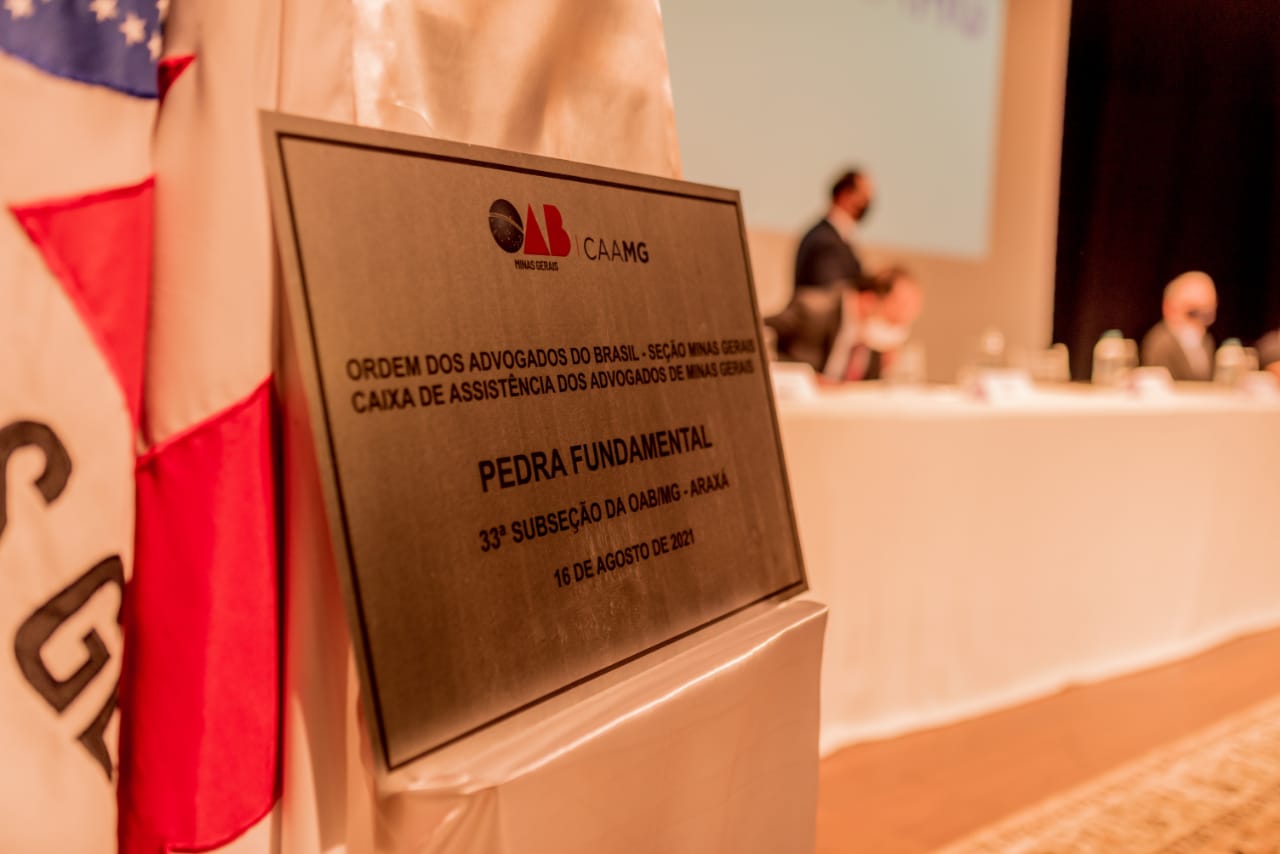 OAB | CAAMG
MINAS GERAIS
ORDEM DOS ADVOGADOS DO BRASIL - SEÇÃO MINAS GERAIS
CAIXA DE ASSISTÊNCIA DOS ADVOGADOS DE MINAS GERAIS
PEDRA FUNDAMENTAL
33ª SUBSEÇÃO DA OAB/MG - ARAXÁ
16 DE AGOSTO DE 2021